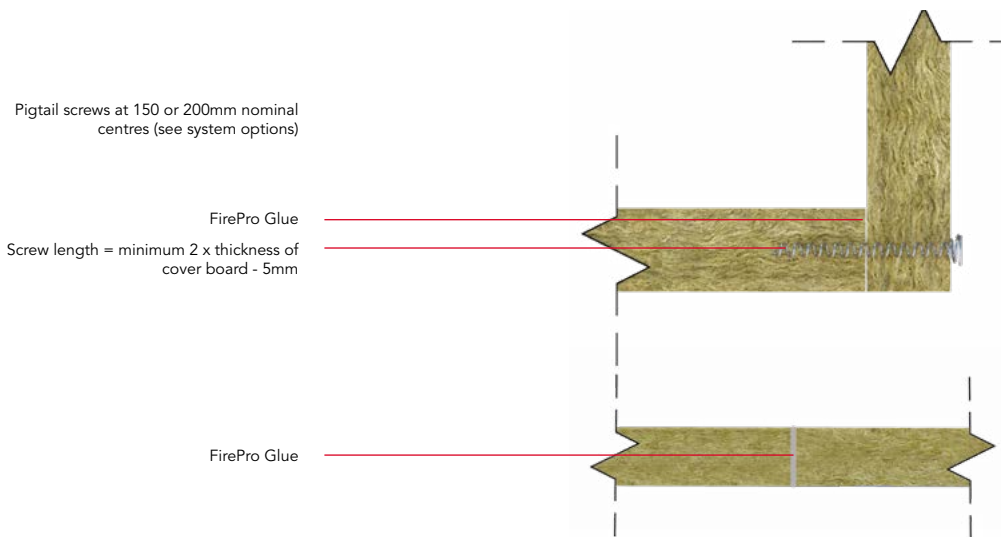 Pigtail screws at 150 or 200mm nominal
centres (see system options)
FirePro Glue
Screw length = minimum 2 x thickness of
cover board - 5mm
FirePro Glue